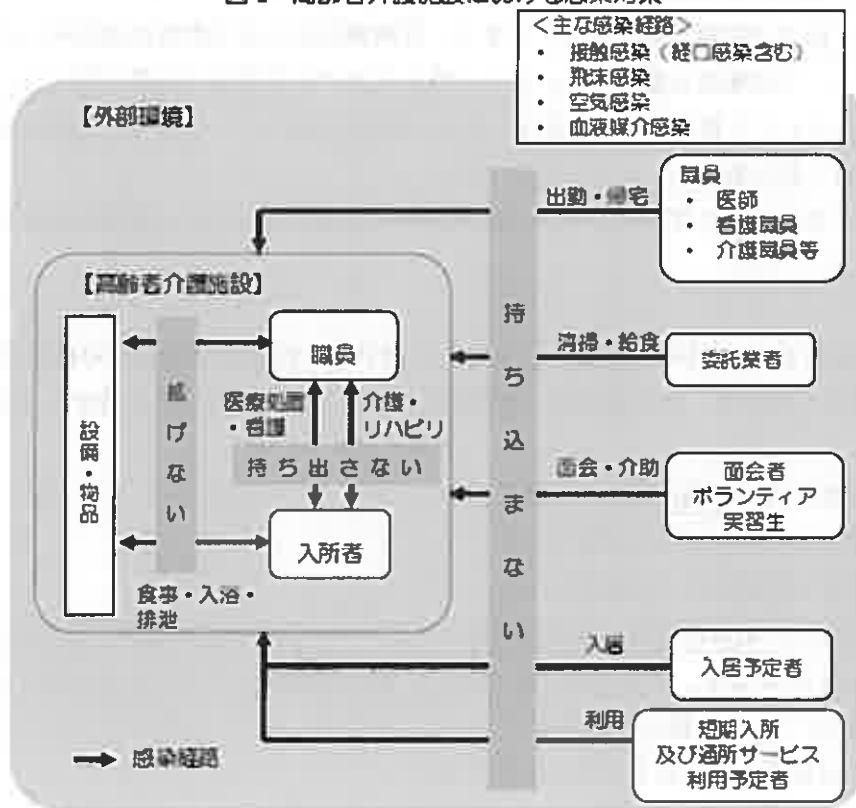 ＜主な感染経路＞
・ 接触感染（経口感染含む）
・ 飛沫感染
・ 空気感染
・ 血液媒介感染
【外部環境】
職員
・ 医師
・ 看護職員
・ 介護職員等
出勤・帰宅
【高齢者介護施設】
持ち込まない
職員
清掃・給食
委託業者
拡げない
医療処置
・看護
介護・
リハビリ
設備・物品
持ち出さない
面会・介助
面会者
ボランティア
実習生
入所者
食事・入浴・
排泄
入居
入居予定者
利用
短期入所
及び通所サービス
利用予定者
感染経路